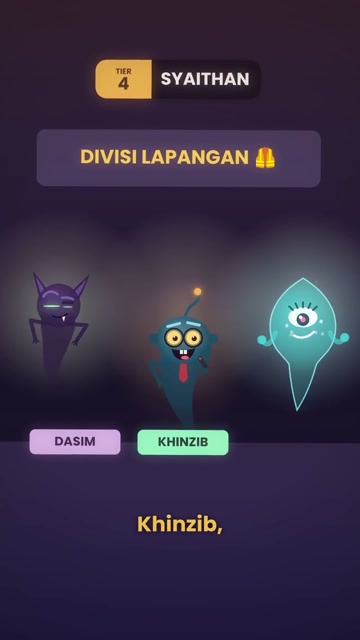 TIER
4
SYAITHAN
DIVISI LAPANGAN
DASIM
KHINZIB
Khinzib,